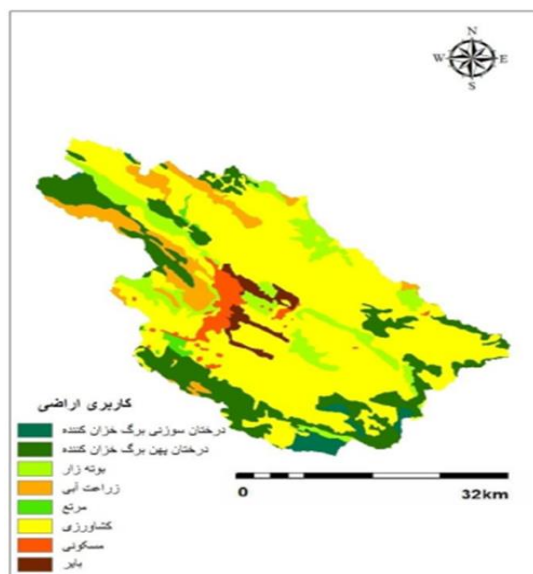 N
W E
S
کاربری اراضی
درختان سوزنی برگ خزان کننده
درختان پهن برگ خزان کننده
بوته زار
زراعت آبی
مرتع
کشاورزی
مسکونی
بایر
0 32km